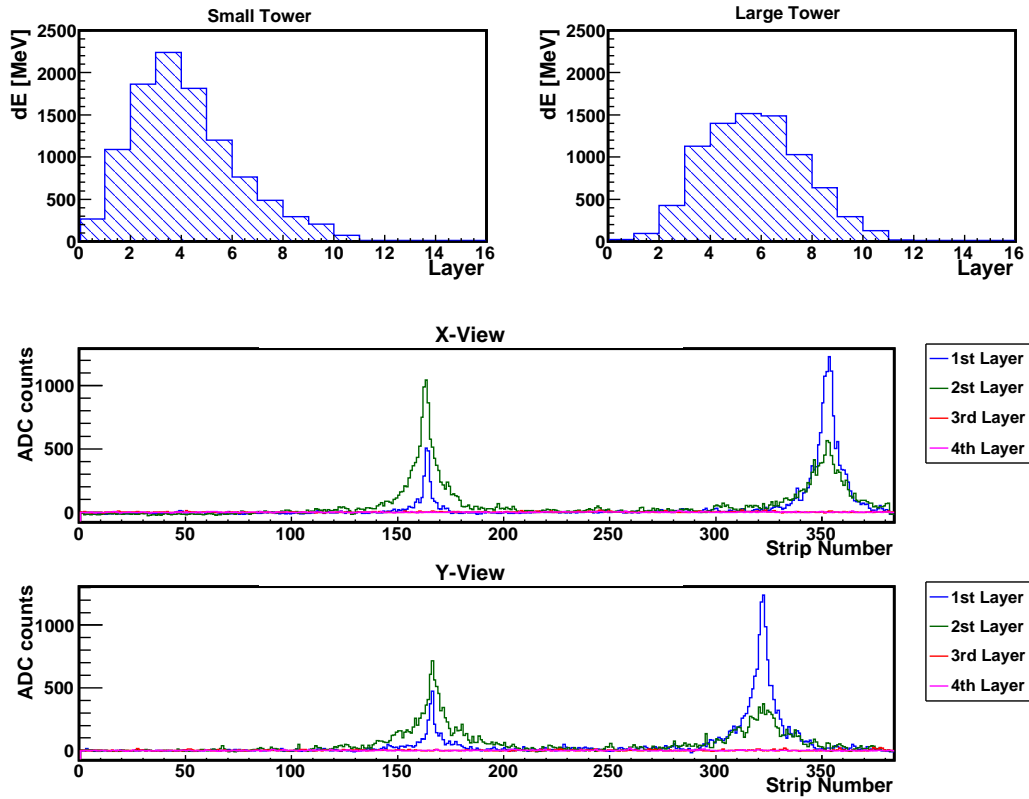 Small Tower
dE [MeV]
2500
2000
1500
1000
500
0
0 2 4 6 8 10 12 14 16
Layer
Large Tower
dE [MeV]
2500
2000
1500
1000
500
0
0 2 4 6 8 10 12 14 16
Layer
X-View
ADC counts
1000
500
0
0 50 100 150 200 250 300 350
Strip Number
1st Layer
2st Layer
3rd Layer
4th Layer
Y-View
ADC counts
1000
500
0
0 50 100 150 200 250 300 350
Strip Number
1st Layer
2st Layer
3rd Layer
4th Layer